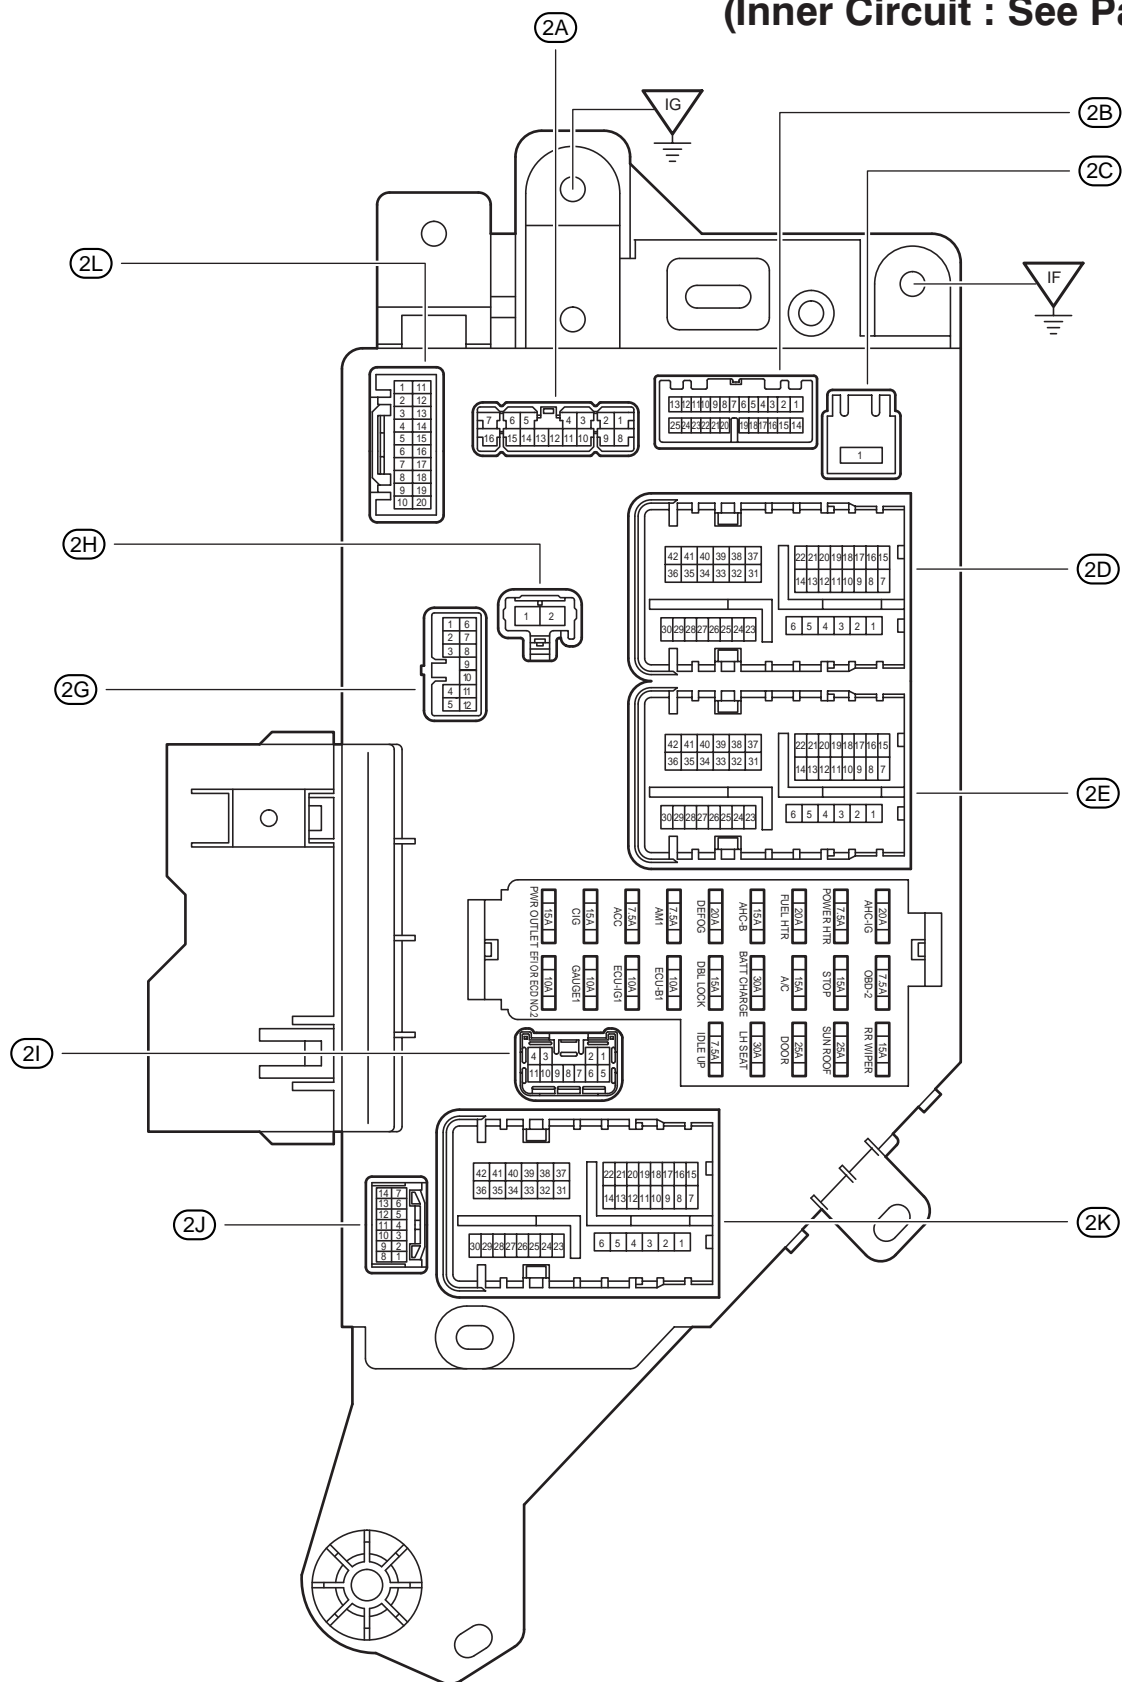 (Inner Circuit : See Pa
2A
IG
2B
2C
2L
IF
1 11
2 12
3 13
4 14
5 15
6 16
7 17
8 18
9 19
10 20
7 6 5 4 3 2 1
16 15 14 13 12 11 10 9 8
13 12 11 10 9 8 7 6 5 4 3 2 1
25 24 23 22 21 20 19 18 17 16 15 14
1
2H
1 2
2D
42 41 40 39 38 37
36 35 34 33 32 31
22 21 20 19 18 17 16 15
14 13 12 11 10 9 8 7
30 29 28 27 26 25 24 23
6 5 4 3 2 1
2G
1 6
2 7
3 8
9
10
4 11
5 12
2E
42 41 40 39 38 37
36 35 34 33 32 31
22 21 20 19 18 17 16 15
14 13 12 11 10 9 8 7
30 29 28 27 26 25 24 23
6 5 4 3 2 1
PWR OUTLET 15A
CIG 15A
ACC 7.5A
AM1 7.5A
DEFOG 20A
AHC-B 15A
FUEL HTR 20A
POWER HTR 7.5A
AHC-IG 20A
EFI OR ECD NO.2 10A
GAUGE1 10A
ECU-IG1 10A
ECU-B1 10A
DBL LOCK 15A
BATT CHARGE 30A
A/C 15A
STOP 15A
OBD-2 7.5A
IDLE UP 7.5A
LH SEAT 30A
DOOR 25A
SUN ROOF 25A
RR WIPER 15A
2I
4 3 2 1
11 10 9 8 7 6 5
2J
14 7
13 6
12 5
11 4
10 3
9 2
8 1
2K
42 41 40 39 38 37
36 35 34 33 32 31
22 21 20 19 18 17 16 15
14 13 12 11 10 9 8 7
30 29 28 27 26 25 24 23
6 5 4 3 2 1